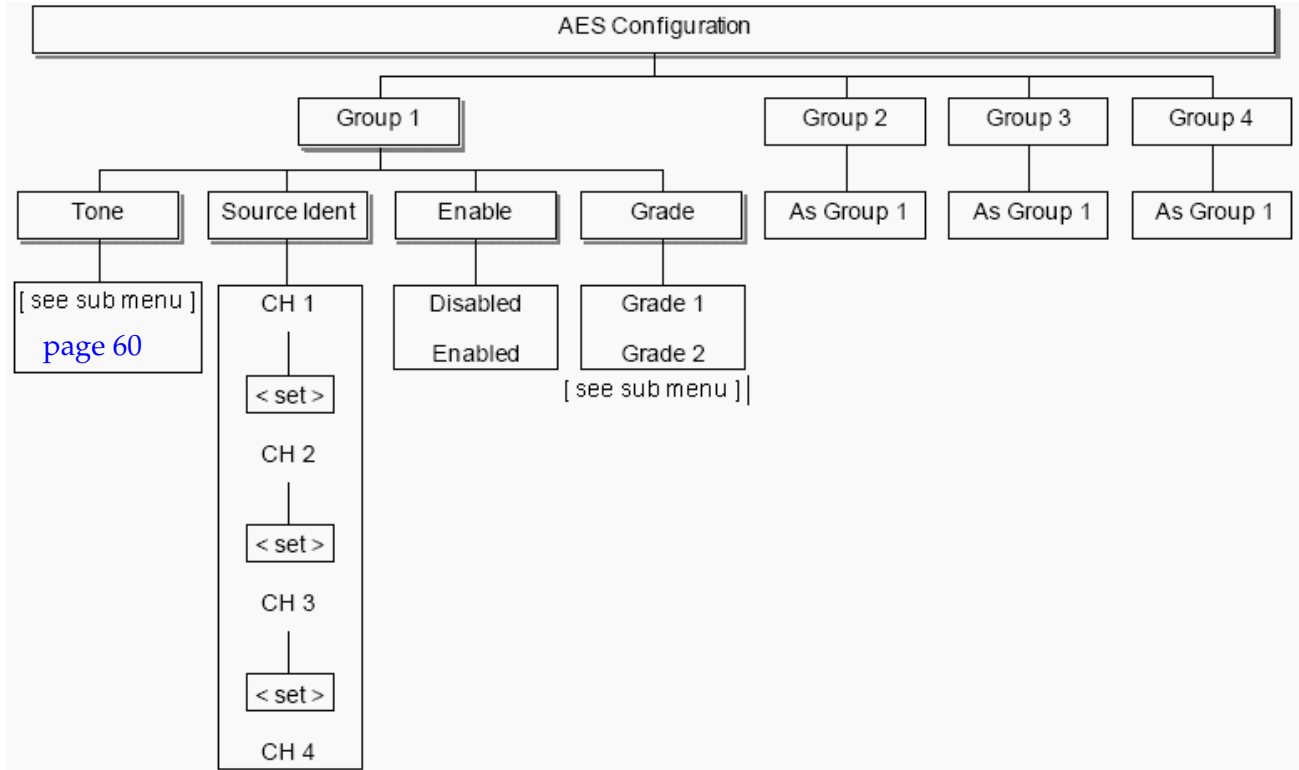 AES Configuration
Group 1
Group 2
Group 3
Group 4
Tone
Source Ident
Enable
Grade
As Group 1
As Group 1
As Group 1
[ see sub menu ]
page 60
CH 1
< set >
CH 2
< set >
CH 3
< set >
CH 4
Disabled
Enabled
Grade 1
Grade 2
[ see sub menu ]